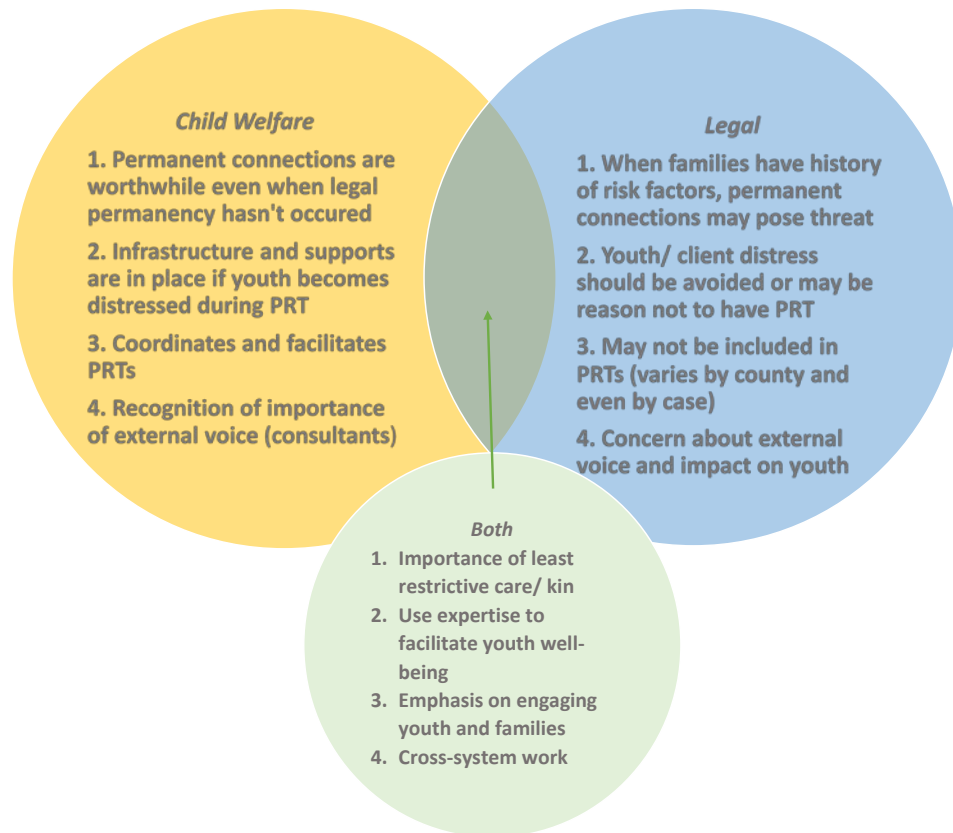 Child Welfare
1. Permanent connections are
worthwhile even when legal
permanency hasn't occured
2. Infrastructure and supports
are in place if youth becomes
distressed during PRT
3. Coordinates and facilitates
PRTs
4. Recognition of importance
of external voice (consultants)
Legal
1. When families have history
of risk factors, permanent
connections may pose threat
2. Youth/ client distress
should be avoided or may be
reason not to have PRT
3. May not be included in
PRTs (varies by county and
even by case)
4. Concern about external
voice and impact on youth
Both
1. Importance of least
restrictive care/ kin
2. Use expertise to
facilitate youth well-
being
3. Emphasis on engaging
youth and families
4. Cross-system work